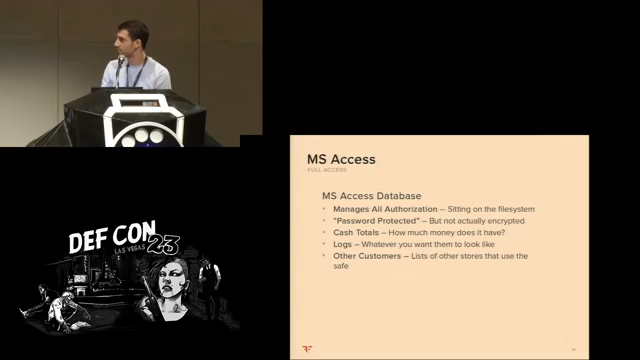 MS Access
FULL ACCESS
MS Access Database
• Manages All Authorization – Sitting on the filesystem
• "Password Protected" – But not actually encrypted
• Cash Totals – How much money does it have?
• Logs – Whatever you want them to look like
• Other Customers – Lists of other stores that use the
safe
DEF CON
LAS VEGAS 23